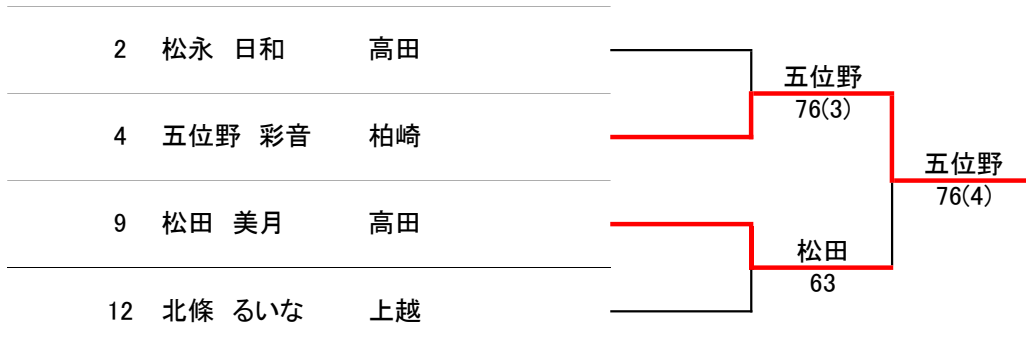 2 松永 日和 高田
五位野
76(3)
4 五位野 彩音 柏崎
五位野
76(4)
9 松田 美月 高田
松田
63
12 北條 るいな 上越